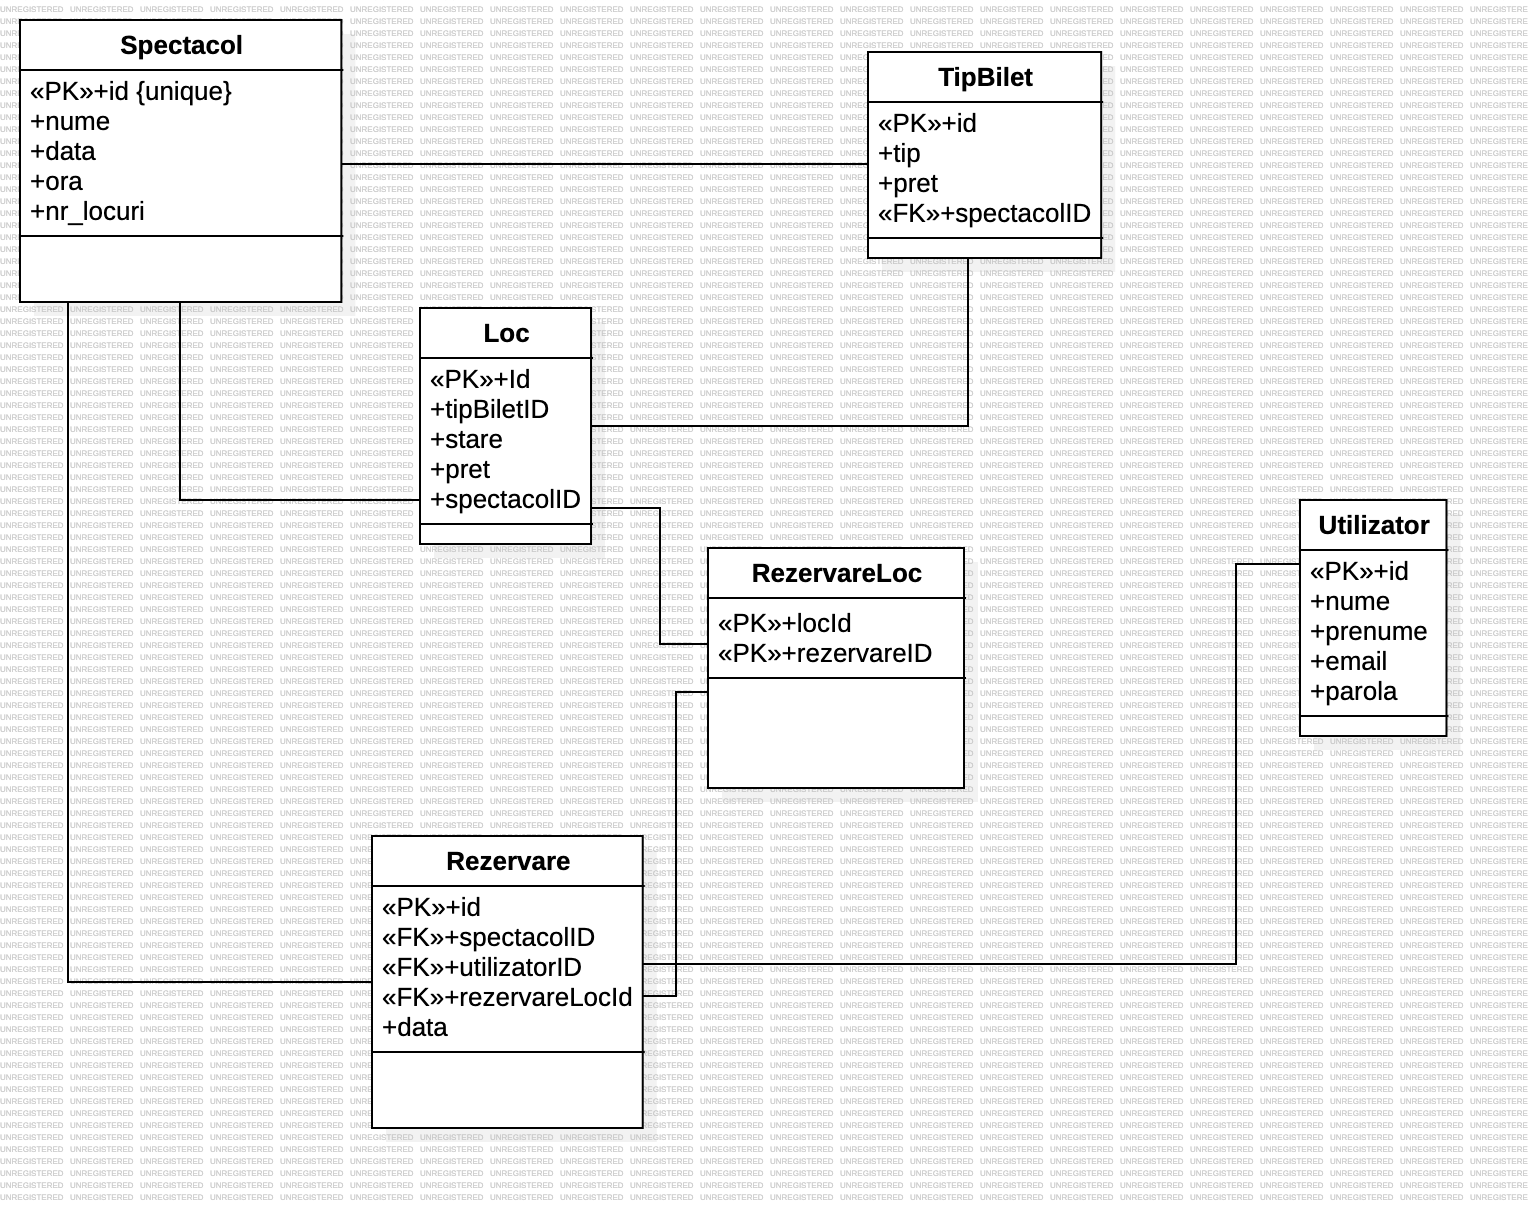 Spectacol
«PK»+id {unique}
+nume
+data
+ora
+nr_locuri
TipBilet
«PK»+id
+tip
+pret
«FK»+spectacolID
Loc
«PK»+Id
+tipBiletID
+stare
+pret
+spectacolID
RezervareLoc
«PK»+locId
«PK»+rezervareID
Utilizator
«PK»+id
+nume
+prenume
+email
+parola
Rezervare
«PK»+id
«FK»+spectacolID
«FK»+utilizatorID
«FK»+rezervareLocId
+data
UNREGISTERED